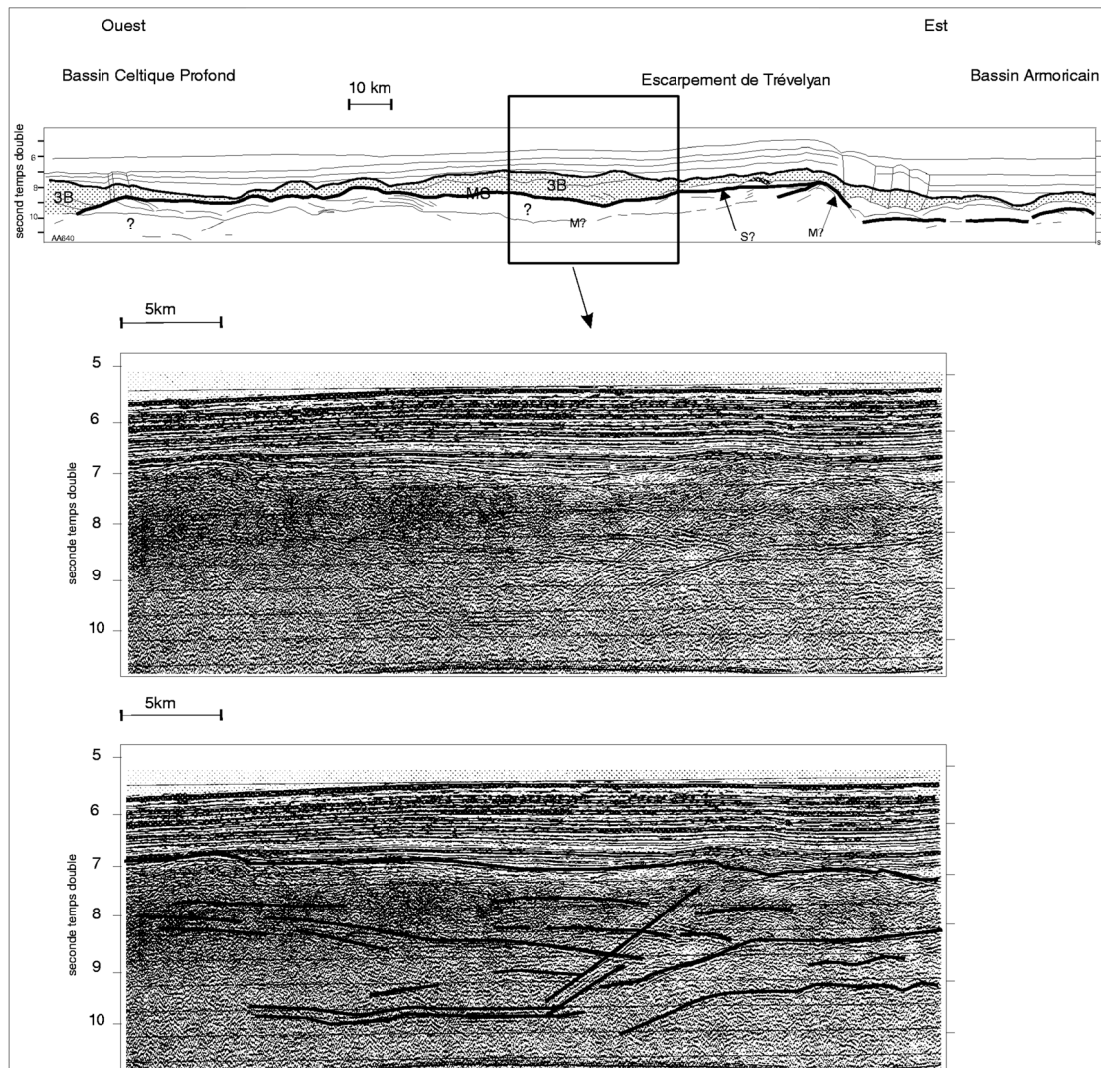 Ouest Est
Bassin Celtique Profond Escarpement de Trévelyan Bassin Armoricain
10 km
second temps double
6
8
10
3B
MS
3B
?
?
M?
S?
M?
AA640
s
5km
seconde temps double
5
6
7
8
9
10
5km
seconde temps double
5
6
7
8
9
10